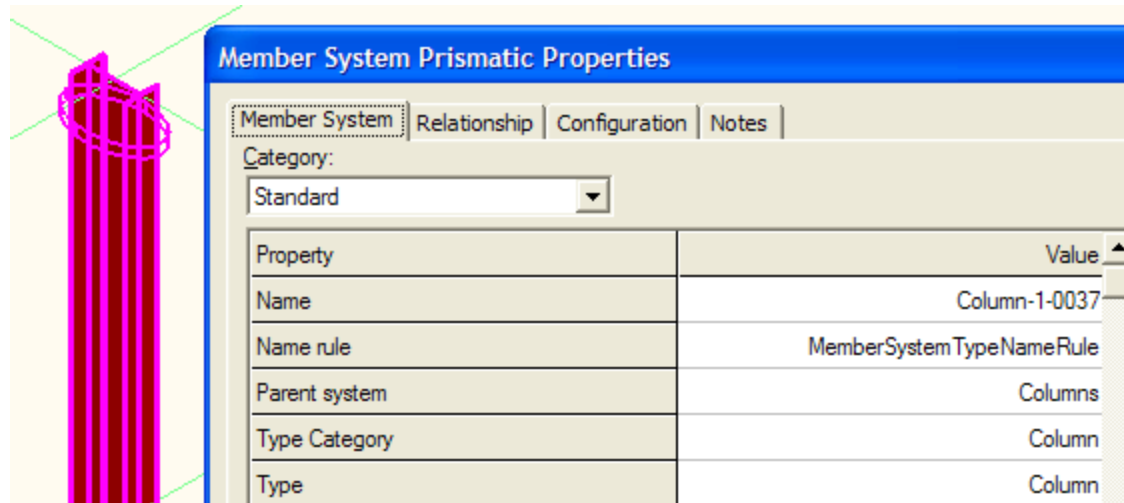 Member System Prismatic Properties
Member System Relationship Configuration Notes
Category:
Standard
Property Value
Name Column-1-0037
Name rule MemberSystemTypeNameRule
Parent system Columns
Type Category Column
Type Column